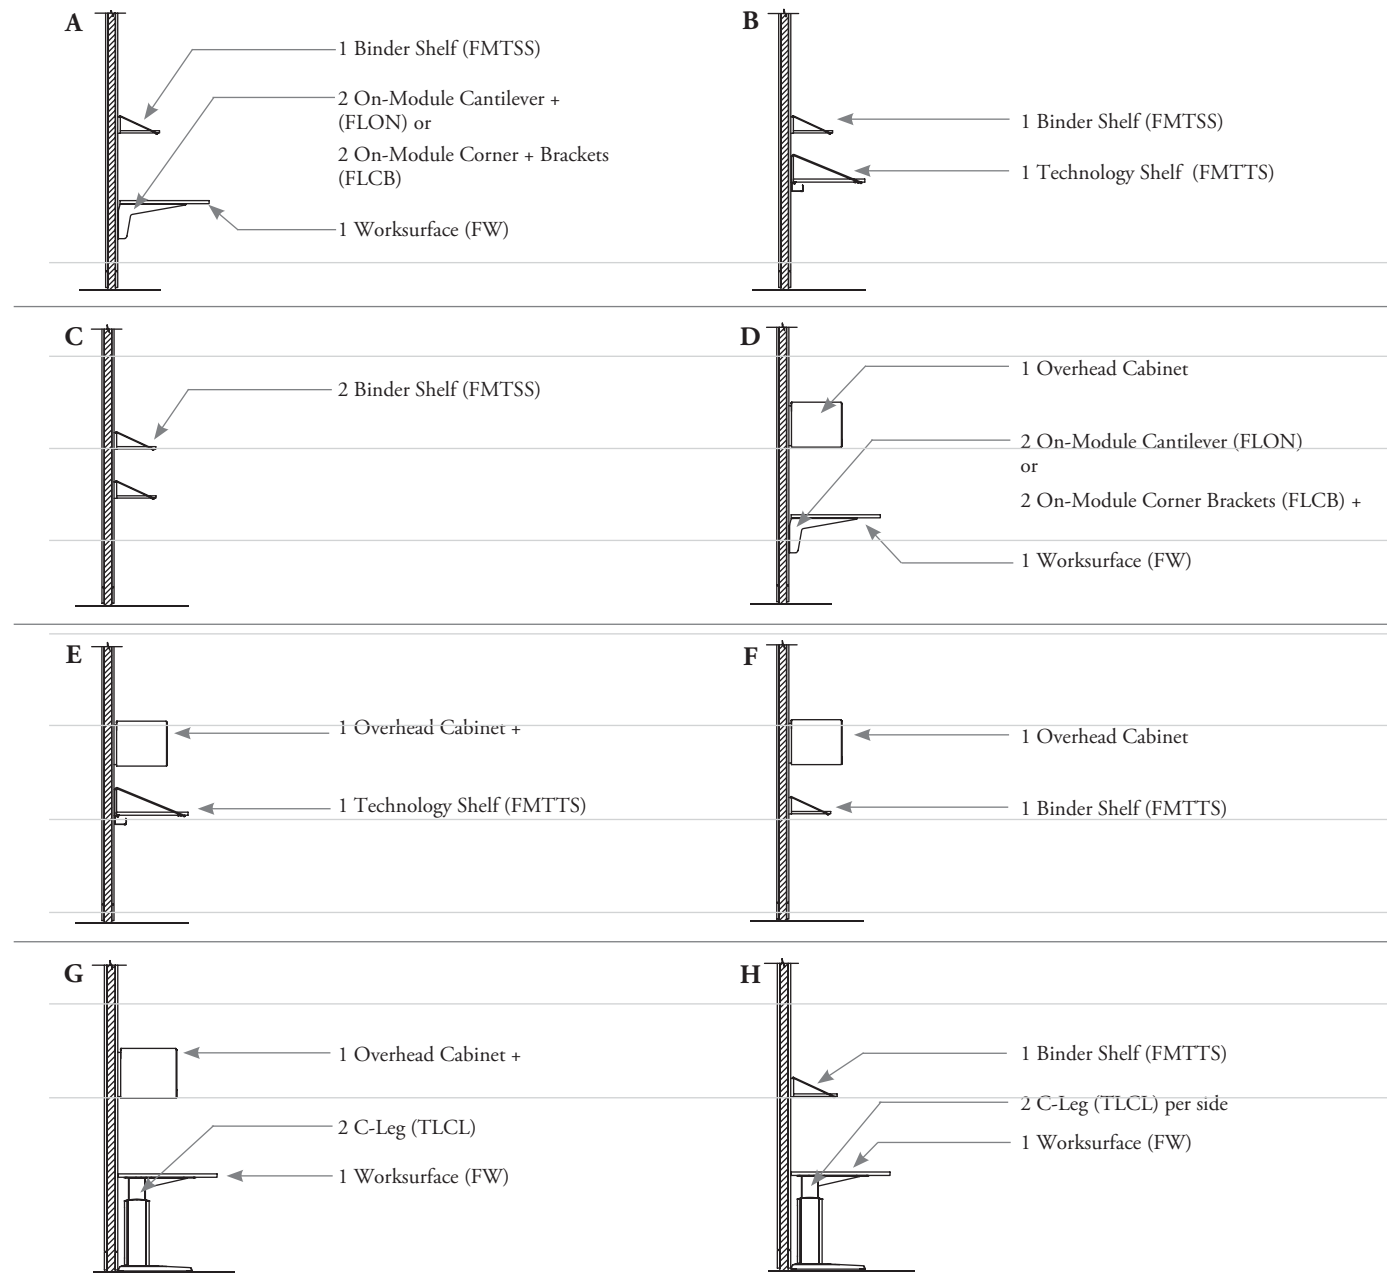 A
1 Binder Shelf (FMTSS)
2 On-Module Cantilever +
(FLON) or
2 On-Module Corner + Brackets
(FLCB)
1 Worksurface (FW)
B
1 Binder Shelf (FMTSS)
1 Technology Shelf (FMTTS)
C
2 Binder Shelf (FMTSS)
D
1 Overhead Cabinet
2 On-Module Cantilever (FLON)
or
2 On-Module Corner Brackets (FLCB) +
1 Worksurface (FW)
E
1 Overhead Cabinet +
1 Technology Shelf (FMTTS)
F
1 Overhead Cabinet
1 Binder Shelf (FMTTS)
G
1 Overhead Cabinet +
2 C-Leg (TLCL)
1 Worksurface (FW)
H
1 Binder Shelf (FMTTS)
2 C-Leg (TLCL) per side
1 Worksurface (FW)